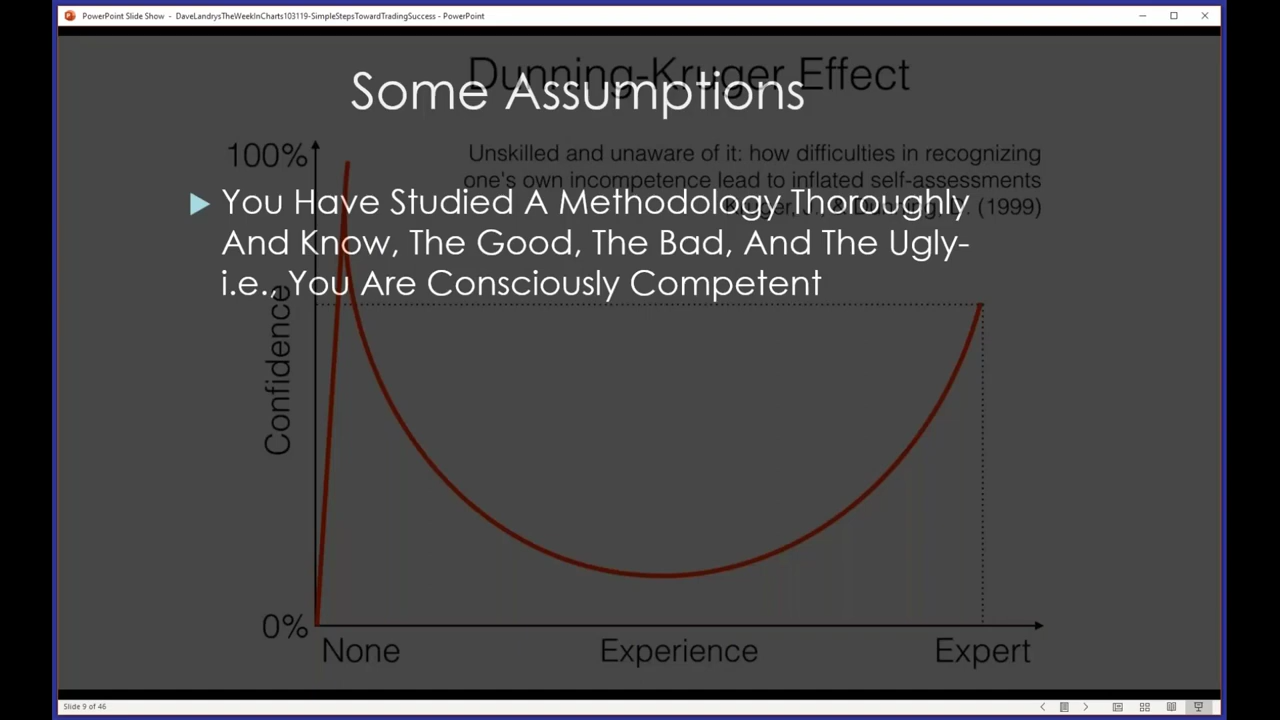 PowerPoint Slide Show - DaveLandrysTheWeekInCharts103119-SimpleStepsTowardTradingSuccess - PowerPoint
Dunning-Kruger Effect
Some Assumptions
100%
Unskilled and unaware of it: how difficulties in recognizing
one's own incompetence lead to inflated self-assessments
(1999)
You Have Studied A Methodology Thoroughly
And Know, The Good, The Bad, And The Ugly-
i.e., You Are Consciously Competent
Confidence
0%
None
Experience
Expert
Slide 9 of 46